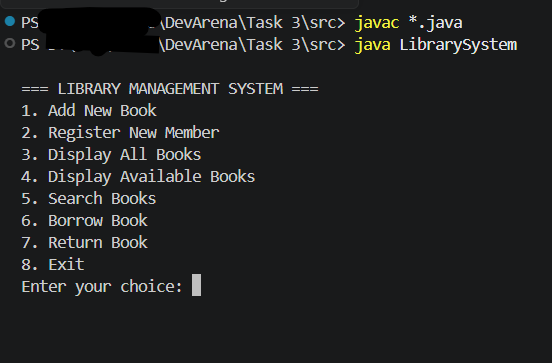 PS \DevArena\Task 3\src> javac *.java
PS \DevArena\Task 3\src> java LibrarySystem
=== LIBRARY MANAGEMENT SYSTEM ===
1. Add New Book
2. Register New Member
3. Display All Books
4. Display Available Books
5. Search Books
6. Borrow Book
7. Return Book
8. Exit
Enter your choice: